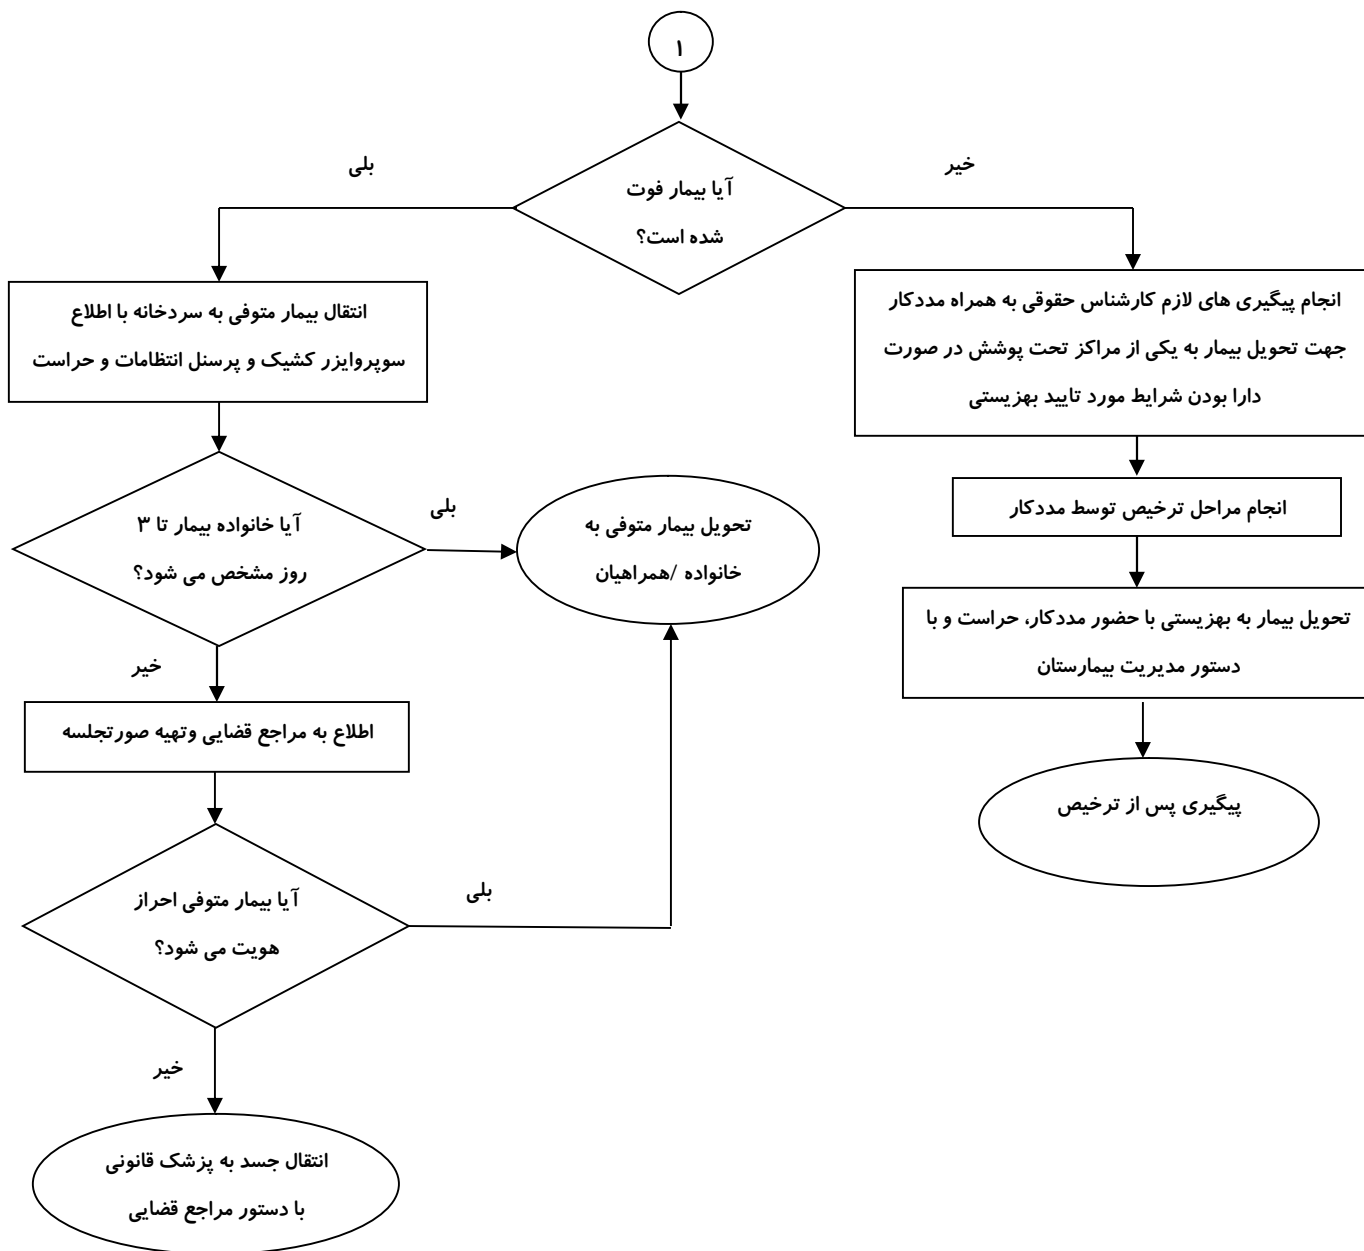 ۱
آیا بیمار فوت
شده است؟
خیر
بلی
انجام پیگیری های لازم کارشناس حقوقی به همراه مددکار
جهت تحویل بیمار به یکی از مراکز تحت پوشش در صورت
دارا بودن شرایط مورد تایید بهزیستی
انجام مراحل ترخیص توسط مددکار
تحویل بیمار به بهزیستی با حضور مددکار، حراست و با
دستور مدیریت بیمارستان
پیگیری پس از ترخیص
انتقال بیمار متوفی به سردخانه با اطلاع
سوپروایزر کشیک و پرسنل انتظامات و حراست
آیا خانواده بیمار تا ۳
روز مشخص می شود؟
بلی
تحویل بیمار متوفی به
خانواده /همراهیان
خیر
اطلاع به مراجع قضایی وتهیه صورتجلسه
آیا بیمار متوفی احراز
هویت می شود؟
بلی
خیر
انتقال جسد به پزشک قانونی
با دستور مراجع قضایی